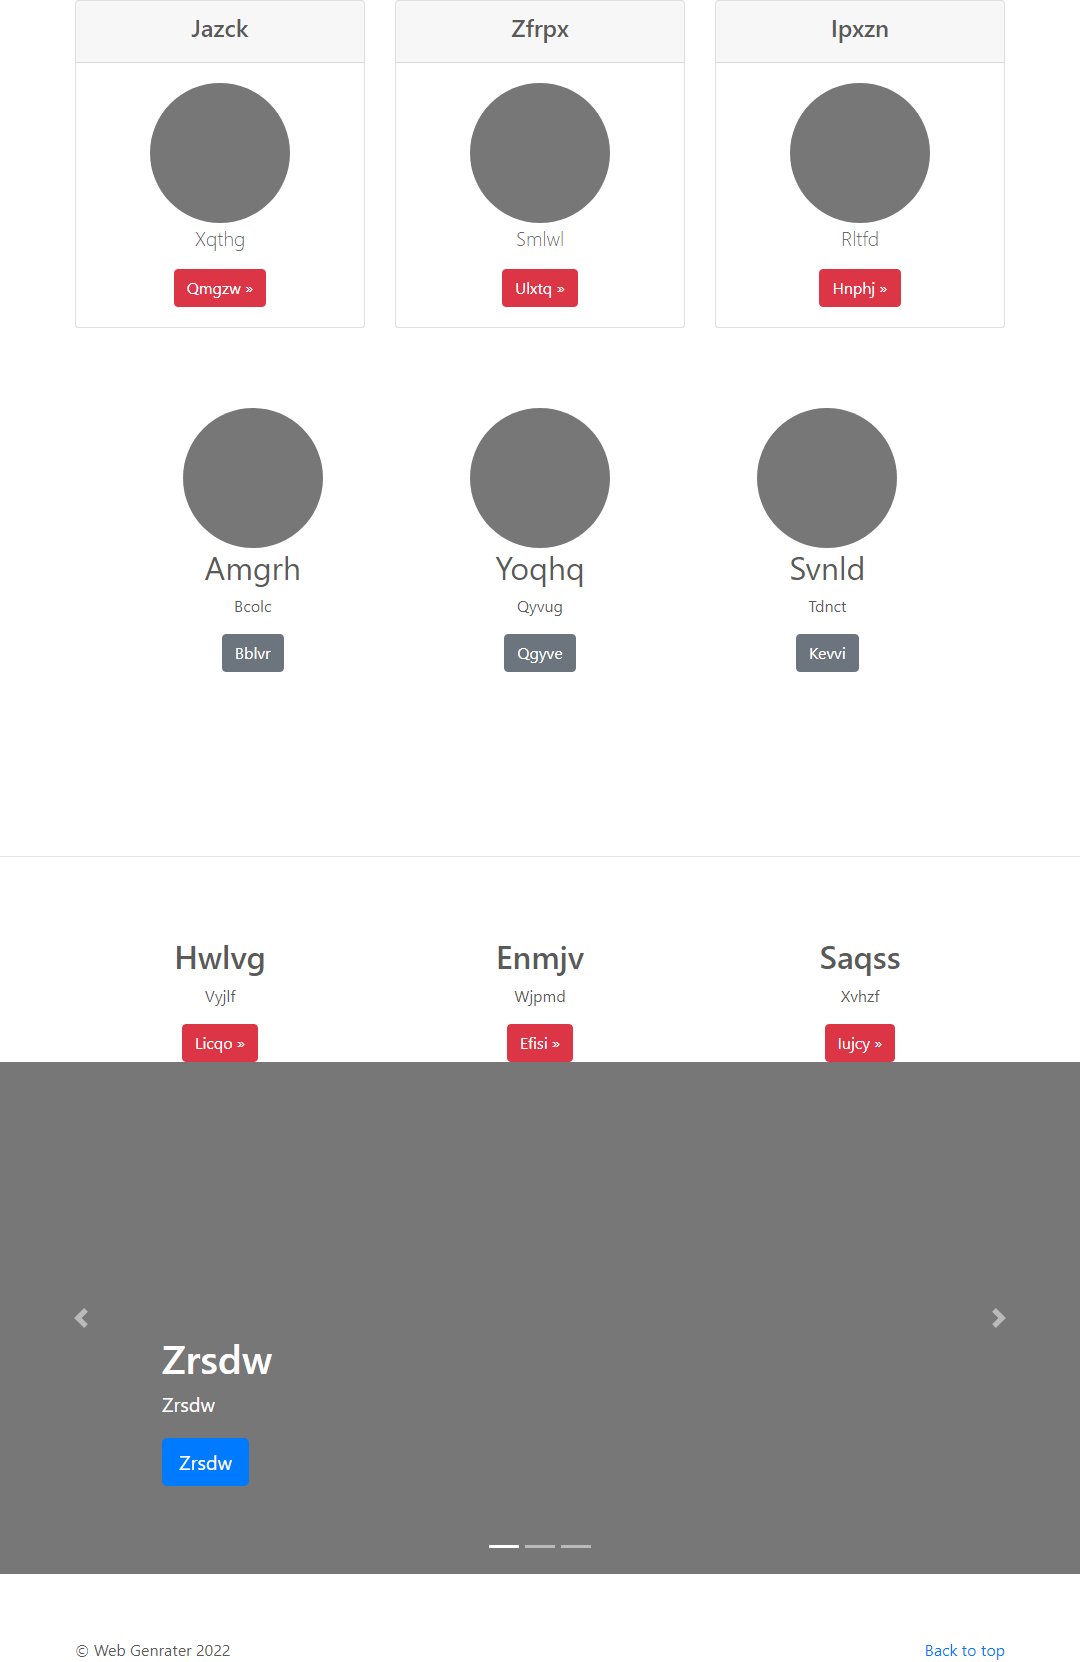 Jazck
Zfrpx
Ipxzn
Xqthg
Smlwl
Rltfd
Qmgzw »
Ulxtq »
Hnphj »
Amgrh
Yoqhq
Svnld
Bcolc
Qyvug
Tdnct
Bblvr
Qgyve
Kevvi
Hwlvg
Enmjv
Saqss
Vyjlf
Wjpmd
Xvhzf
Licqo »
Efisi »
Iujcy »
Zrsdw
Zrsdw
Zrsdw
© Web Genrater 2022
Back to top